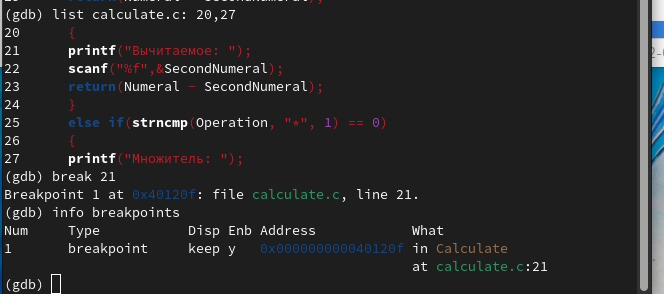 (gdb) list calculate.c: 20,27
20 {
21 printf("Вычитаемое: ");
22 scanf("%f",&SecondNumeral);
23 return(Numeral - SecondNumeral);
24 }
25 else if(strncmp(Operation, "*", 1) == 0)
26 {
27 printf("Множитель: ");
(gdb) break 21
Breakpoint 1 at 0x40120f: file calculate.c, line 21.
(gdb) info breakpoints
Num Type Disp Enb Address What
1 breakpoint keep y 0x000000000040120f in Calculate
at calculate.c:21
(gdb)